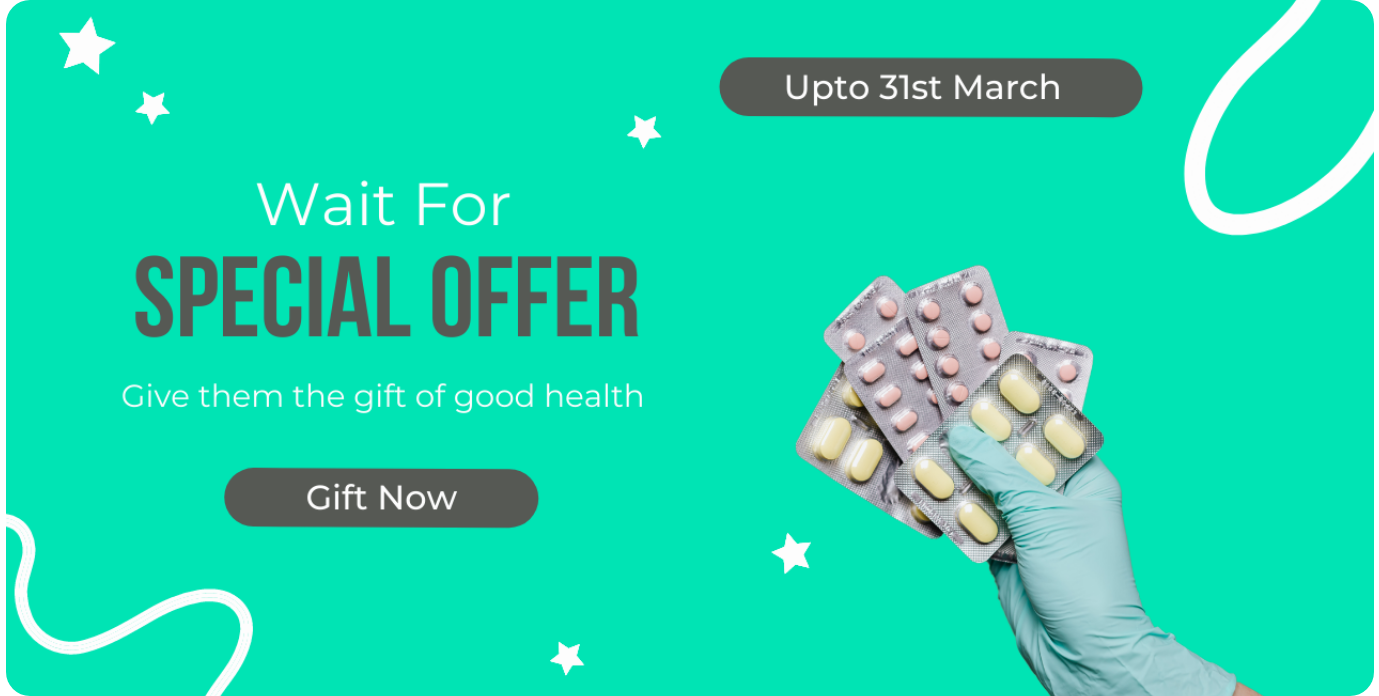 Upto 31st March
Wait For
SPECIAL OFFER
Give them the gift of good health
Gift Now